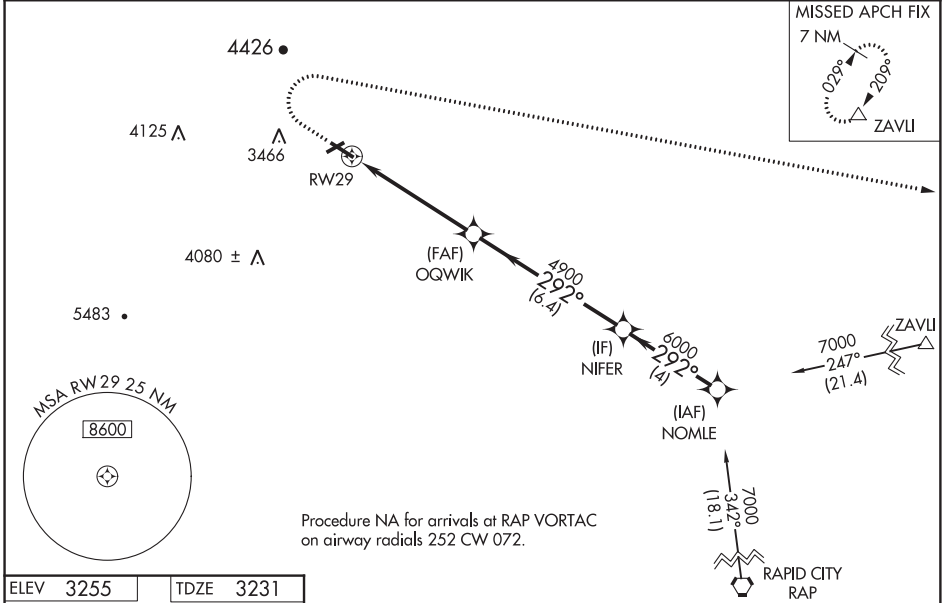 MISSED APCH FIX
7 NM
029°
209°
ZAVLI
4426
4125
3466
RW29
(FAF)
OQWIK
4080 ±
4900
292°
(6.4)
5483
(IF)
NIFER
6000
292°
(4)
ZAVLI
7000
247°
(21.4)
(IAF)
NOMLE
MSA RW 29 25 NM
8600
7000
342°
(18.1)
Procedure NA for arrivals at RAP VORTAC
on airway radials 252 CW 072.
RAPID CITY
RAP
ELEV 3255
TDZE 3231